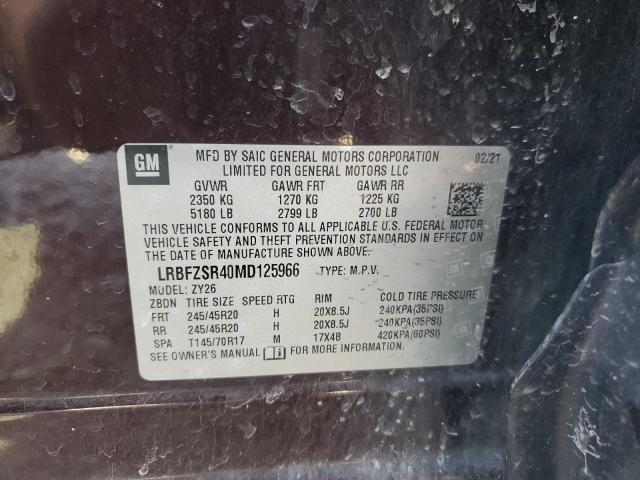 GM
MFD BY SAIC GENERAL MOTORS CORPORATION 02/21
LIMITED FOR GENERAL MOTORS LLC
GVWR GAWR FRT GAWR RR
2350 KG 1270 KG 1225 KG
5180 LB 2799 LB 2700 LB
THIS VEHICLE CONFORMS TO ALL APPLICABLE U.S. FEDERAL MOTOR
VEHICLE SAFETY AND THEFT PREVENTION STANDARDS IN EFFECT ON
THE DATE OF MANUFACTURE SHOWN ABOVE.
LRBFZSR40MD125966 TYPE: M.P.V.
MODEL: ZY26
ZBDN TIRE SIZE SPEED RTG RIM COLD TIRE PRESSURE
FRT 245/45R20 H 20X8.5J 240KPA(35PSI)
RR 245/45R20 H 20X8.5J 240KPA(35PSI)
SPA T145/70R17 M 17X4B 420KPA(60PSI)
SEE OWNER'S MANUAL FOR ADDITIONAL INFORMATION